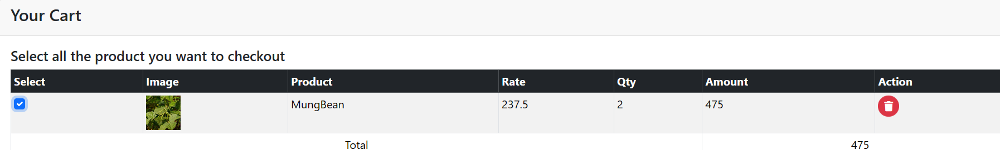 Your Cart
Select all the product you want to checkout
Select Image Product Rate Qty Amount Action
MungBean 237.5 2 475
Total 475